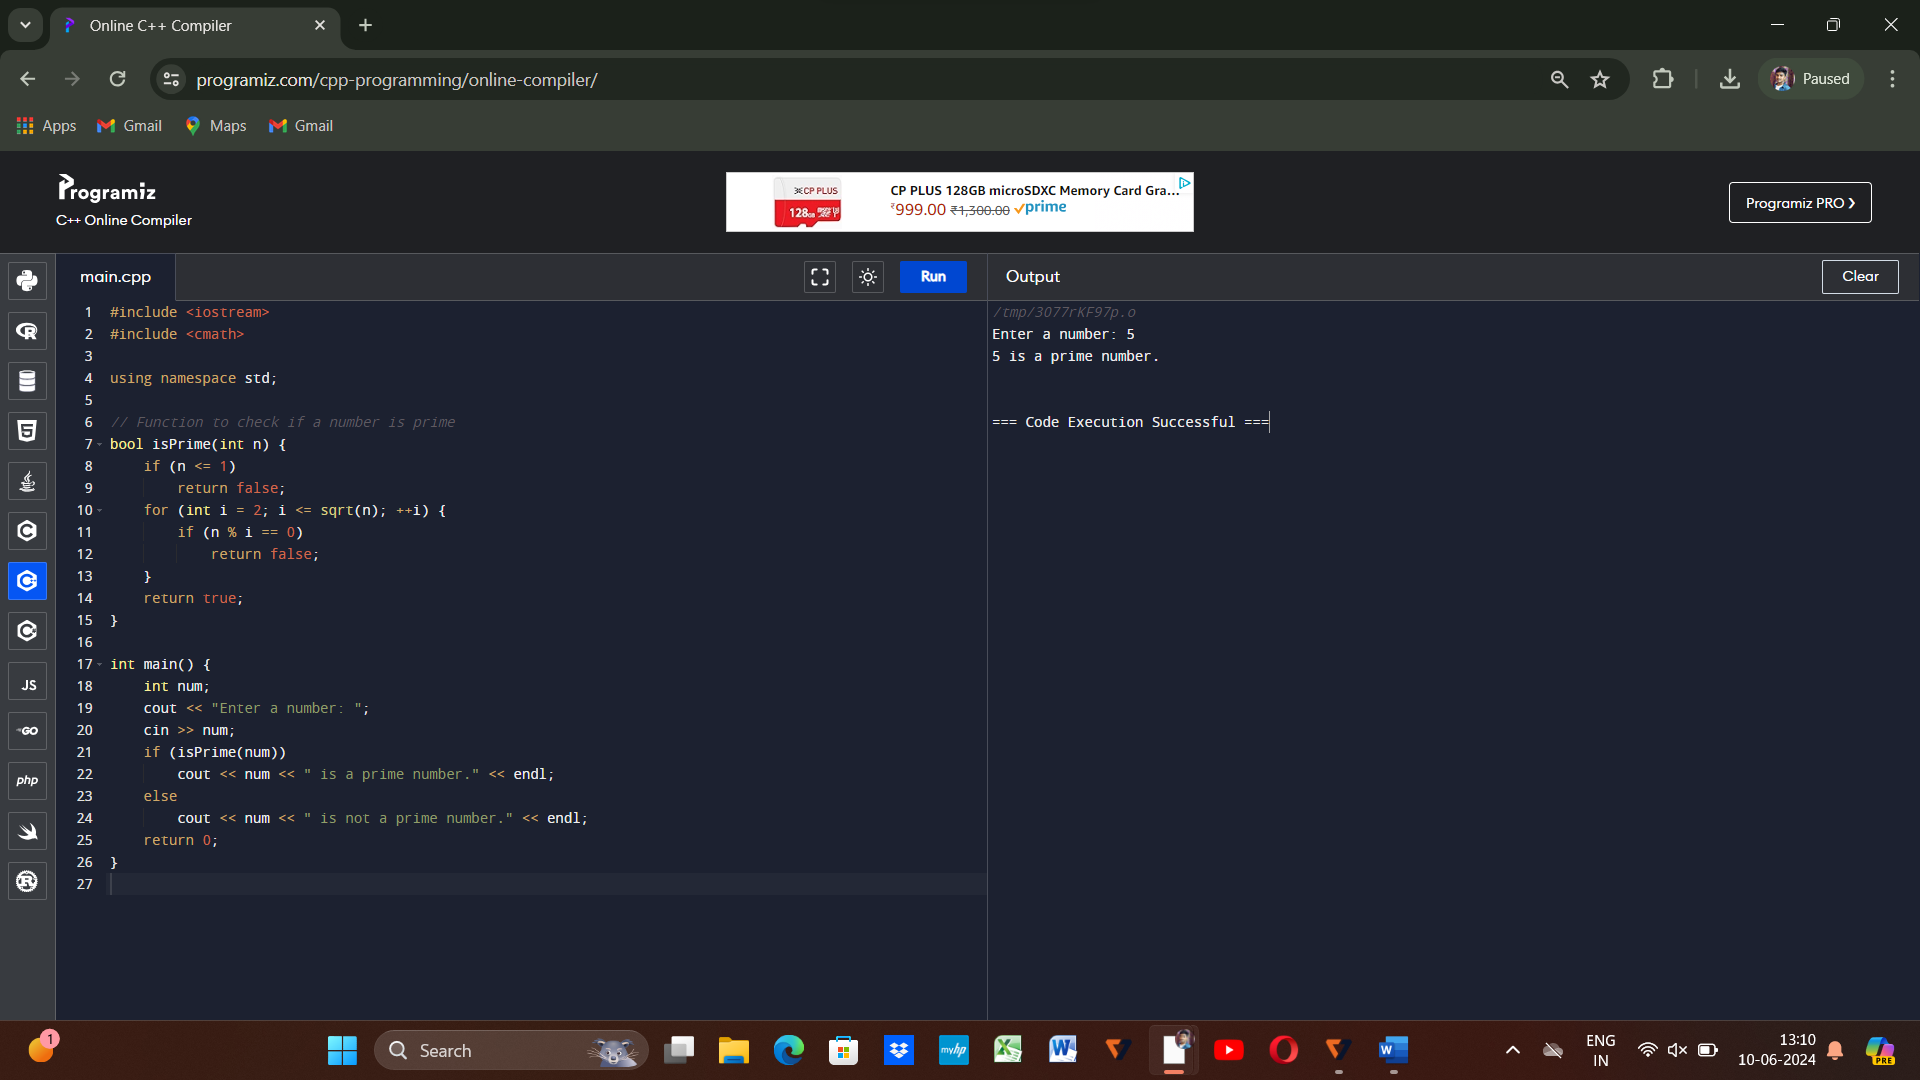 Online C++ Compiler
programiz.com/cpp-programming/online-compiler/
Paused
Apps Gmail Maps Gmail
Programiz
C++ Online Compiler
CP PLUS
128GB
CP PLUS 128GB microSDXC Memory Card Gra...
₹999.00 ₹1,300.00 prime
Programiz PRO ❯
main.cpp
Run
Output
Clear
1 #include <iostream>
2 #include <cmath>
3
4 using namespace std;
5
6 // Function to check if a number is prime
7 bool isPrime(int n) {
8     if (n <= 1)
9         return false;
10     for (int i = 2; i <= sqrt(n); ++i) {
11         if (n % i == 0)
12             return false;
13     }
14     return true;
15 }
16
17 int main() {
18     int num;
19     cout << "Enter a number: ";
20     cin >> num;
21     if (isPrime(num))
22         cout << num << " is a prime number." << endl;
23     else
24         cout << num << " is not a prime number." << endl;
25     return 0;
26 }
27
/tmp/3O77rKF97p.o
Enter a number: 5
5 is a prime number.
=== Code Execution Successful ===
JS
GO
php
1
Search
myhp
ENG
IN
13:10
10-06-2024
PRE